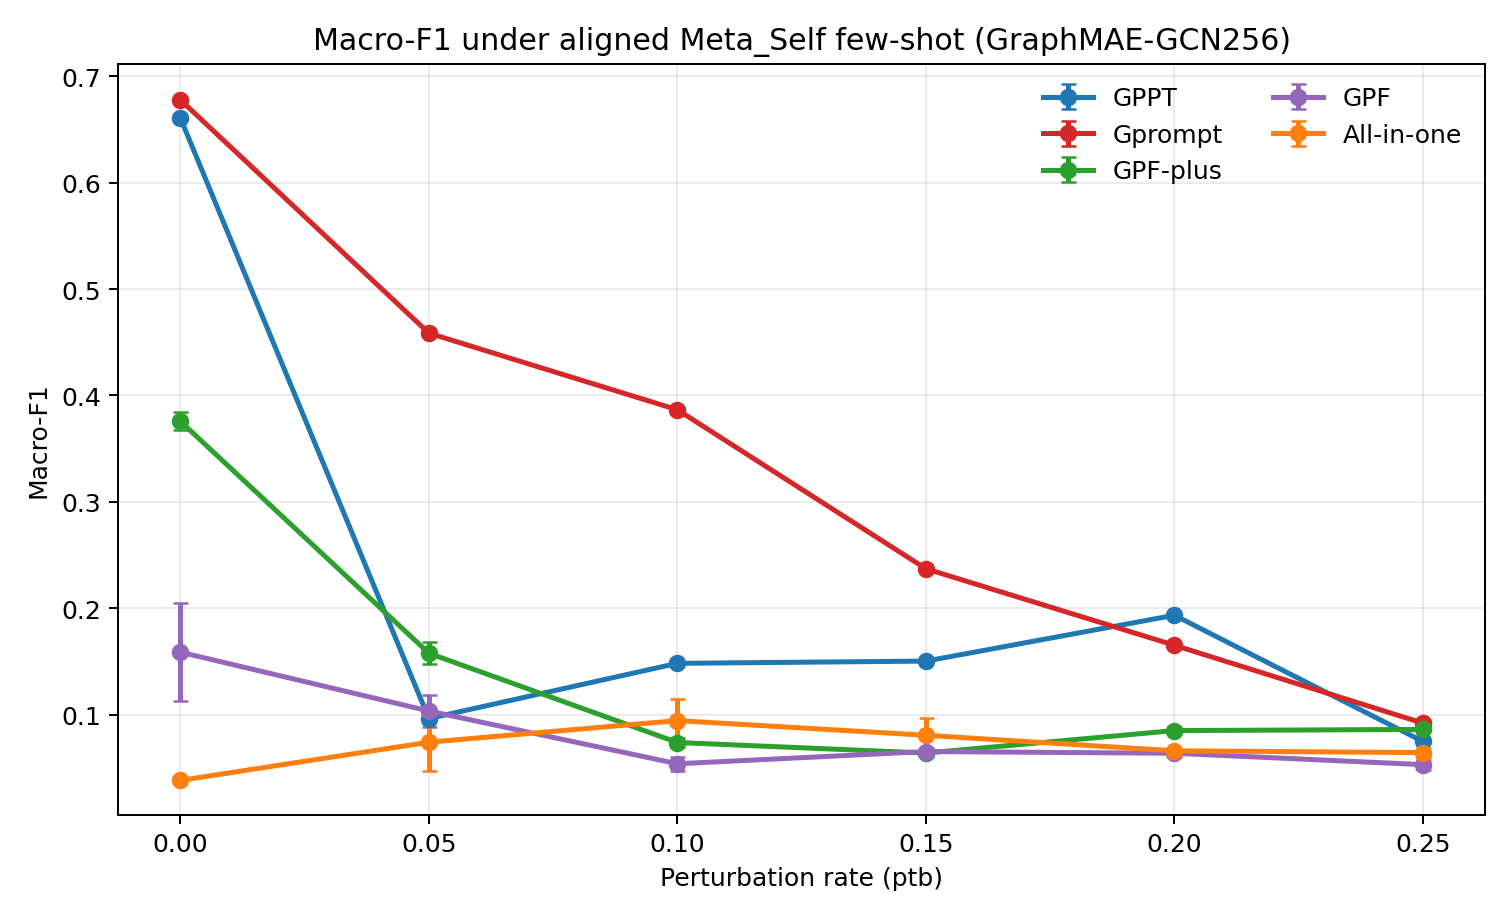 Macro-F1 under aligned Meta_Self few-shot (GraphMAE-GCN256)
GPPT
Gprompt
GPF-plus
GPF
All-in-one
Macro-F1
0.7
0.6
0.5
0.4
0.3
0.2
0.1
0.00 0.05 0.10 0.15 0.20 0.25
Perturbation rate (ptb)